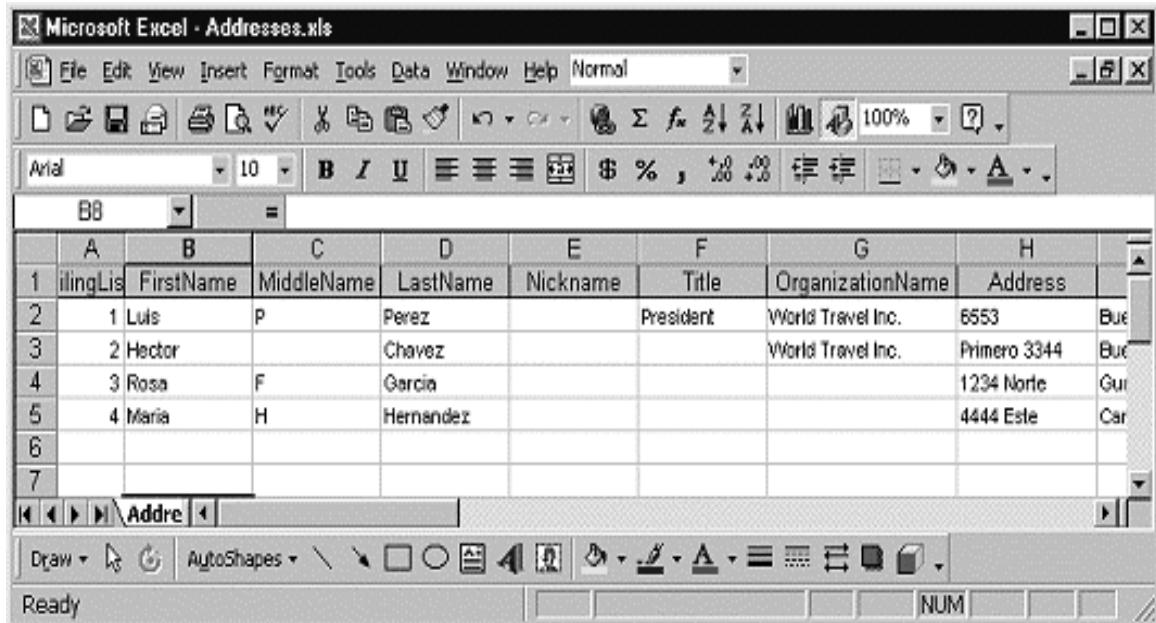 Microsoft Excel - Addresses.xls
File Edit View Insert Format Tools Data Window Help Normal
100%
Arial 10 B I U $ % ,
B8 =
A B C D E F G H
1 ilingLis FirstName MiddleName LastName Nickname Title OrganizationName Address
2 1 Luis P Perez President World Travel Inc. 6553 Bue
3 2 Hector Chavez World Travel Inc. Primero 3344 Bue
4 3 Rosa F Garcia 1234 Norte Gua
5 4 Maria H Hernandez 4444 Este Car
6
7
Addre
Draw AutoShapes
Ready NUM